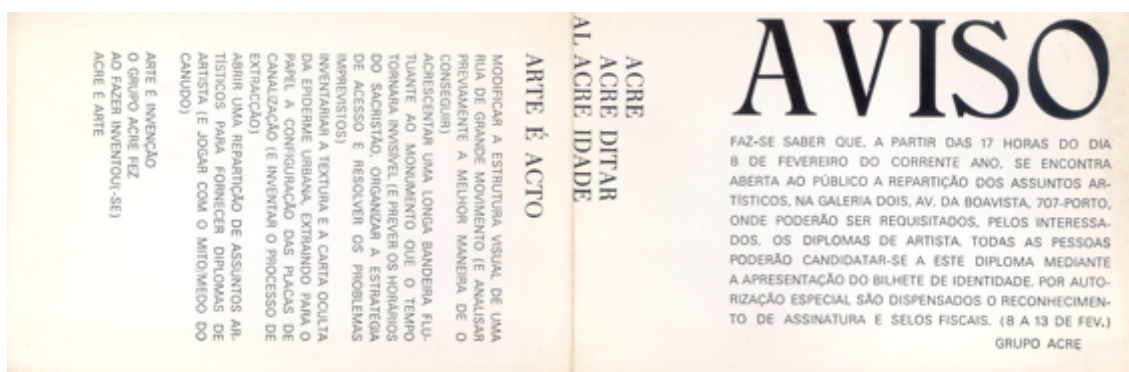 AVISO
FAZ-SE SABER QUE, A PARTIR DAS 17 HORAS DO DIA
8 DE FEVEREIRO DO CORRENTE ANO, SE ENCONTRA
ABERTA AO PÚBLICO A REPARTIÇÃO DOS ASSUNTOS AR-
TÍSTICOS, NA GALERIA DOIS, AV. DA BOAVISTA, 707-PORTO,
ONDE PODERÃO SER REQUISITADOS, PELOS INTERESSA-
DOS, OS DIPLOMAS DE ARTISTA. TODAS AS PESSOAS
PODERÃO CANDIDATAR-SE A ESTE DIPLOMA MEDIANTE
A APRESENTAÇÃO DO BILHETE DE IDENTIDADE. POR AUTO-
RIZAÇÃO ESPECIAL SÃO DISPENSADOS O RECONHECIMEN-
TO DE ASSINATURA E SELOS FISCAIS. (8 A 13 DE FEV.)
GRUPO ACRE
ACRE
ACRE DITAR
AL ACRE IDADE
ARTE É ACTO
MODIFICAR A ESTRUTURA VISUAL DE UMA
RUA DE GRANDE MOVIMENTO (E ANALISAR
PREVIAMENTE A MELHOR MANEIRA DE O
CONSEGUIR)
ACRESCENTAR UMA LONGA BANDEIRA FLU-
TUANTE AO MONUMENTO QUE O TEMPO
TORNARA INVISÍVEL (E PREVER OS HORÁRIOS
DO SACRISTÃO, ORGANIZAR A ESTRATÉGIA
DE ACESSO E RESOLVER OS PROBLEMAS
IMPREVISTOS)
INVENTARIAR A TEXTURA E A CARTA OCULTA
DA EPIDERME URBANA, EXTRAINDO PARA O
PAPEL A CONFIGURAÇÃO DAS PLACAS DE
CANALIZAÇÃO (E INVENTAR O PROCESSO DE
EXTRACÇÃO)
ABRIR UMA REPARTIÇÃO DE ASSUNTOS AR-
TÍSTICOS PARA FORNECER DIPLOMAS DE
ARTISTA (E JOGAR COM O MITO/MEDO DO
CANUDO)
ARTE É INVENÇÃO
O GRUPO ACRE FEZ
AO FAZER INVENTOU(-SE)
ACRE É ARTE